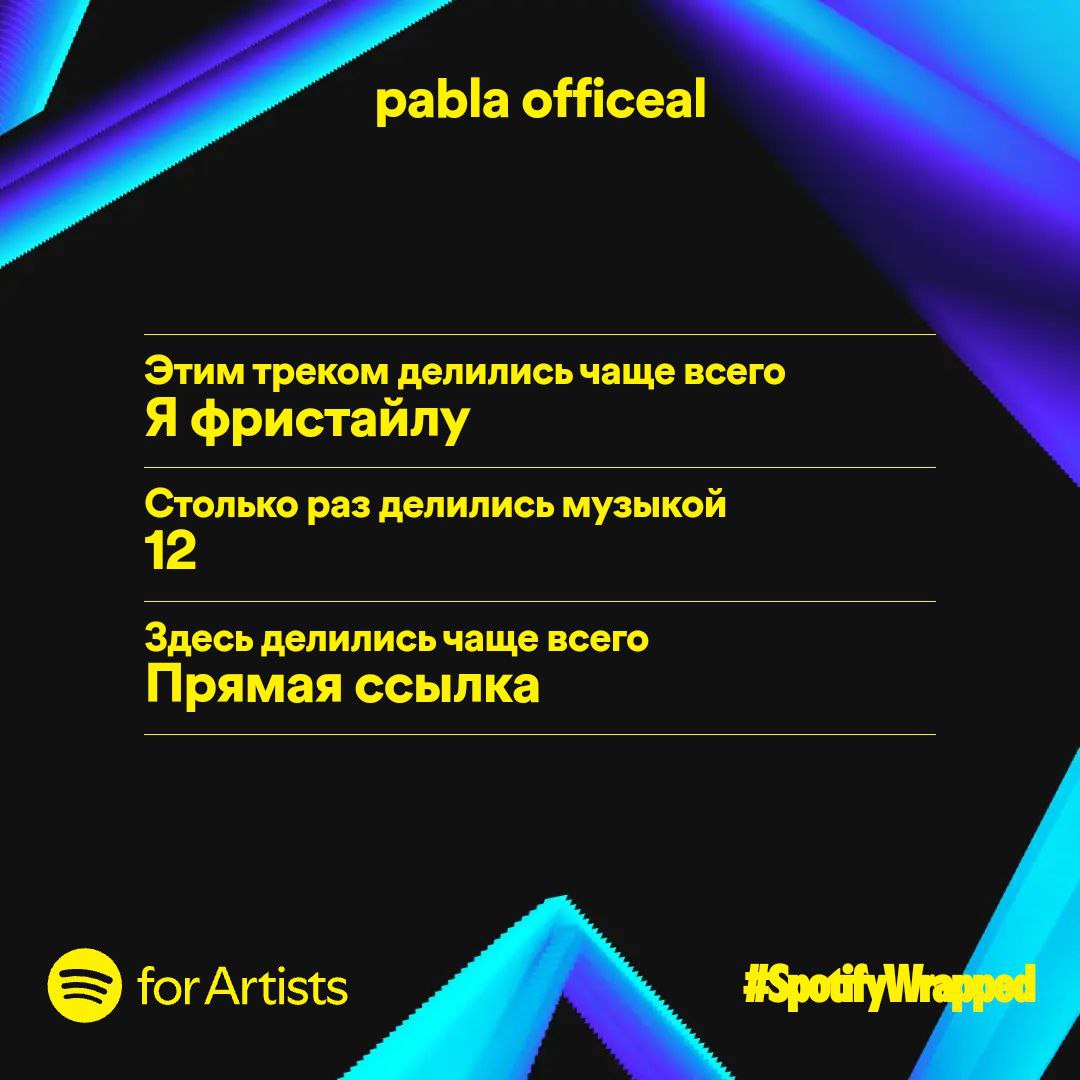 pabla officeal
Этим треком делились чаще всего
Я фристайлу
Столько раз делились музыкой
12
Здесь делились чаще всего
Прямая ссылка
for Artists
#SpotifyWrapped